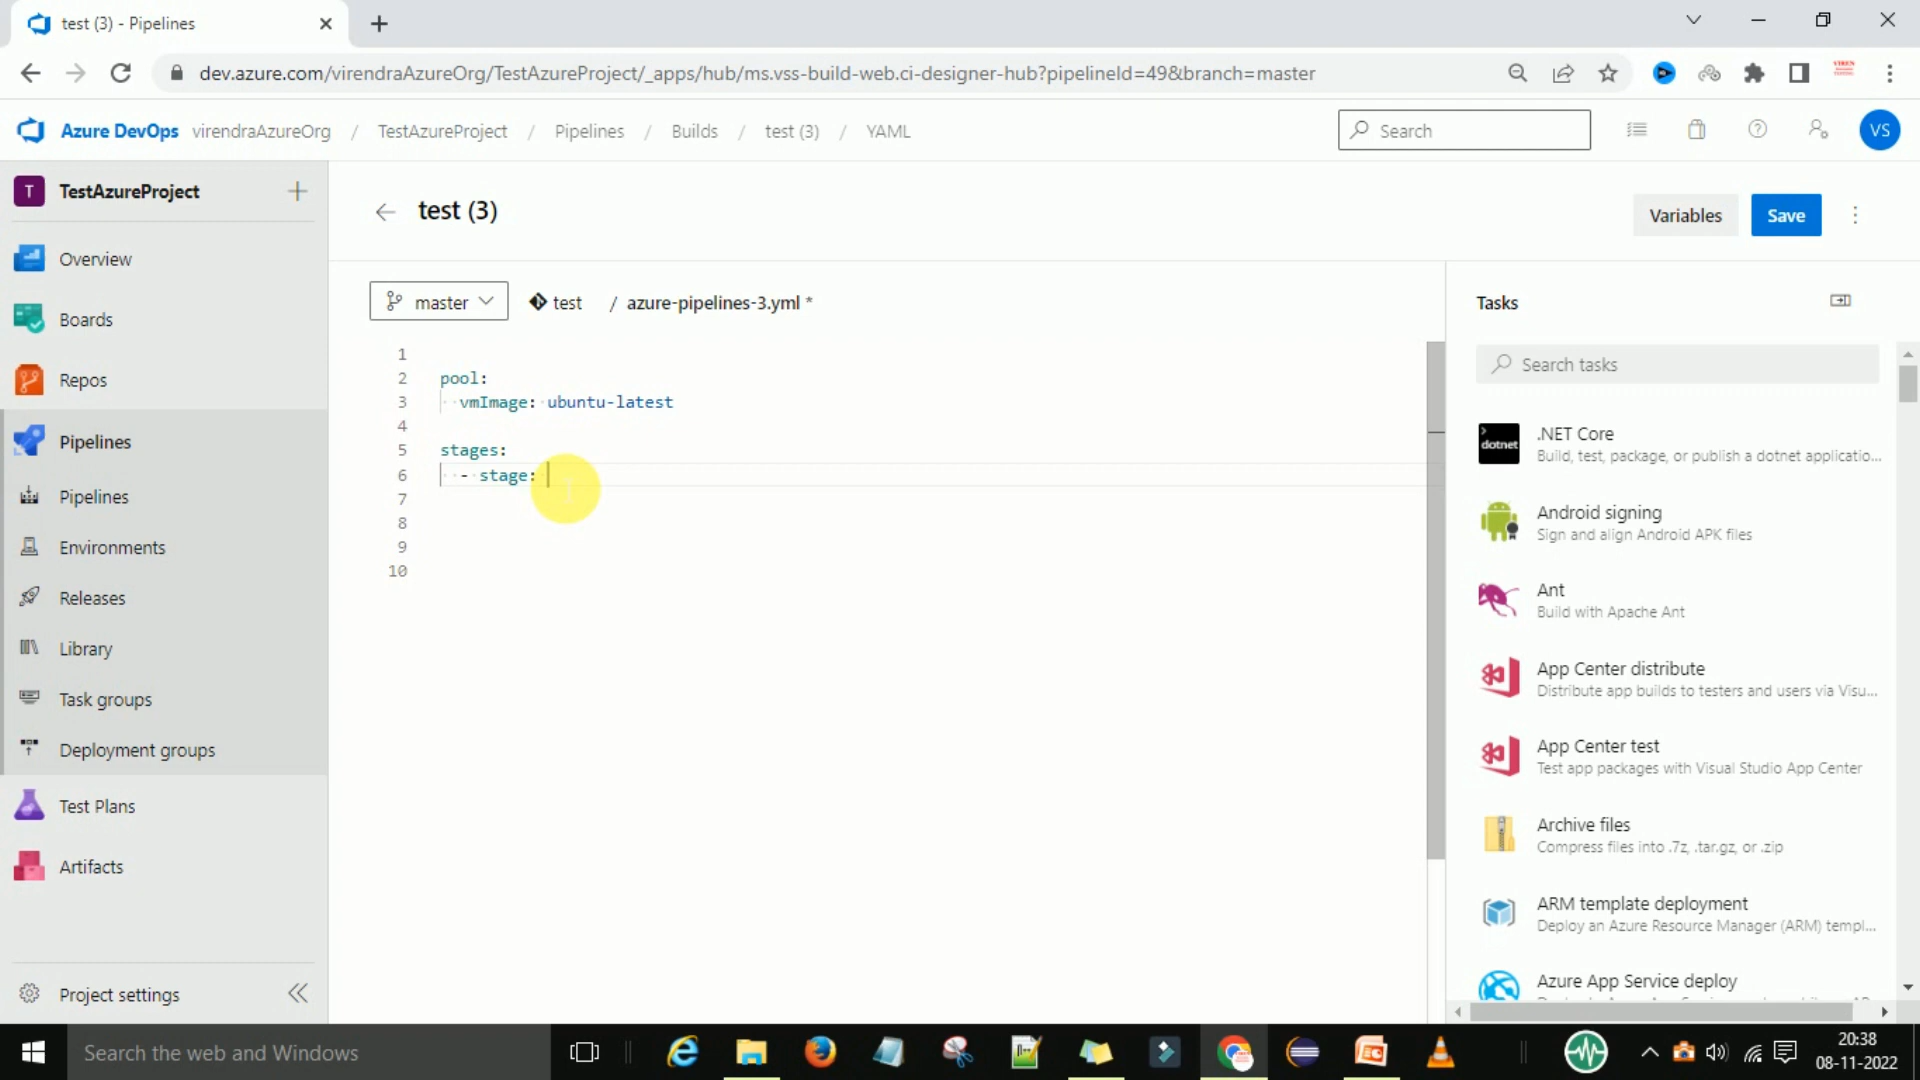 test (3) - Pipelines
dev.azure.com/virendraAzureOrg/TestAzureProject/_apps/hub/ms.vss-build-web.ci-designer-hub?pipelineId=49&branch=master
Azure DevOps virendraAzureOrg / TestAzureProject / Pipelines / Builds / test (3) / YAML
Search
VS
T TestAzureProject
Overview
Boards
Repos
Pipelines
Pipelines
Environments
Releases
Library
Task groups
Deployment groups
Test Plans
Artifacts
Project settings
test (3)
Variables
Save
master
test / azure-pipelines-3.yml *
1
2 pool:
3 vmImage: ubuntu-latest
4
5 stages:
6 - stage:
7
8
9
10
Tasks
Search tasks
dotnet
.NET Core
Build, test, package, or publish a dotnet applicatio...
Android signing
Sign and align Android APK files
Ant
Build with Apache Ant
App Center distribute
Distribute app builds to testers and users via Visu...
App Center test
Test app packages with Visual Studio App Center
Archive files
Compress files into .7z, .tar.gz, or .zip
ARM template deployment
Deploy an Azure Resource Manager (ARM) templ...
Azure App Service deploy
Search the web and Windows
20:38
08-11-2022